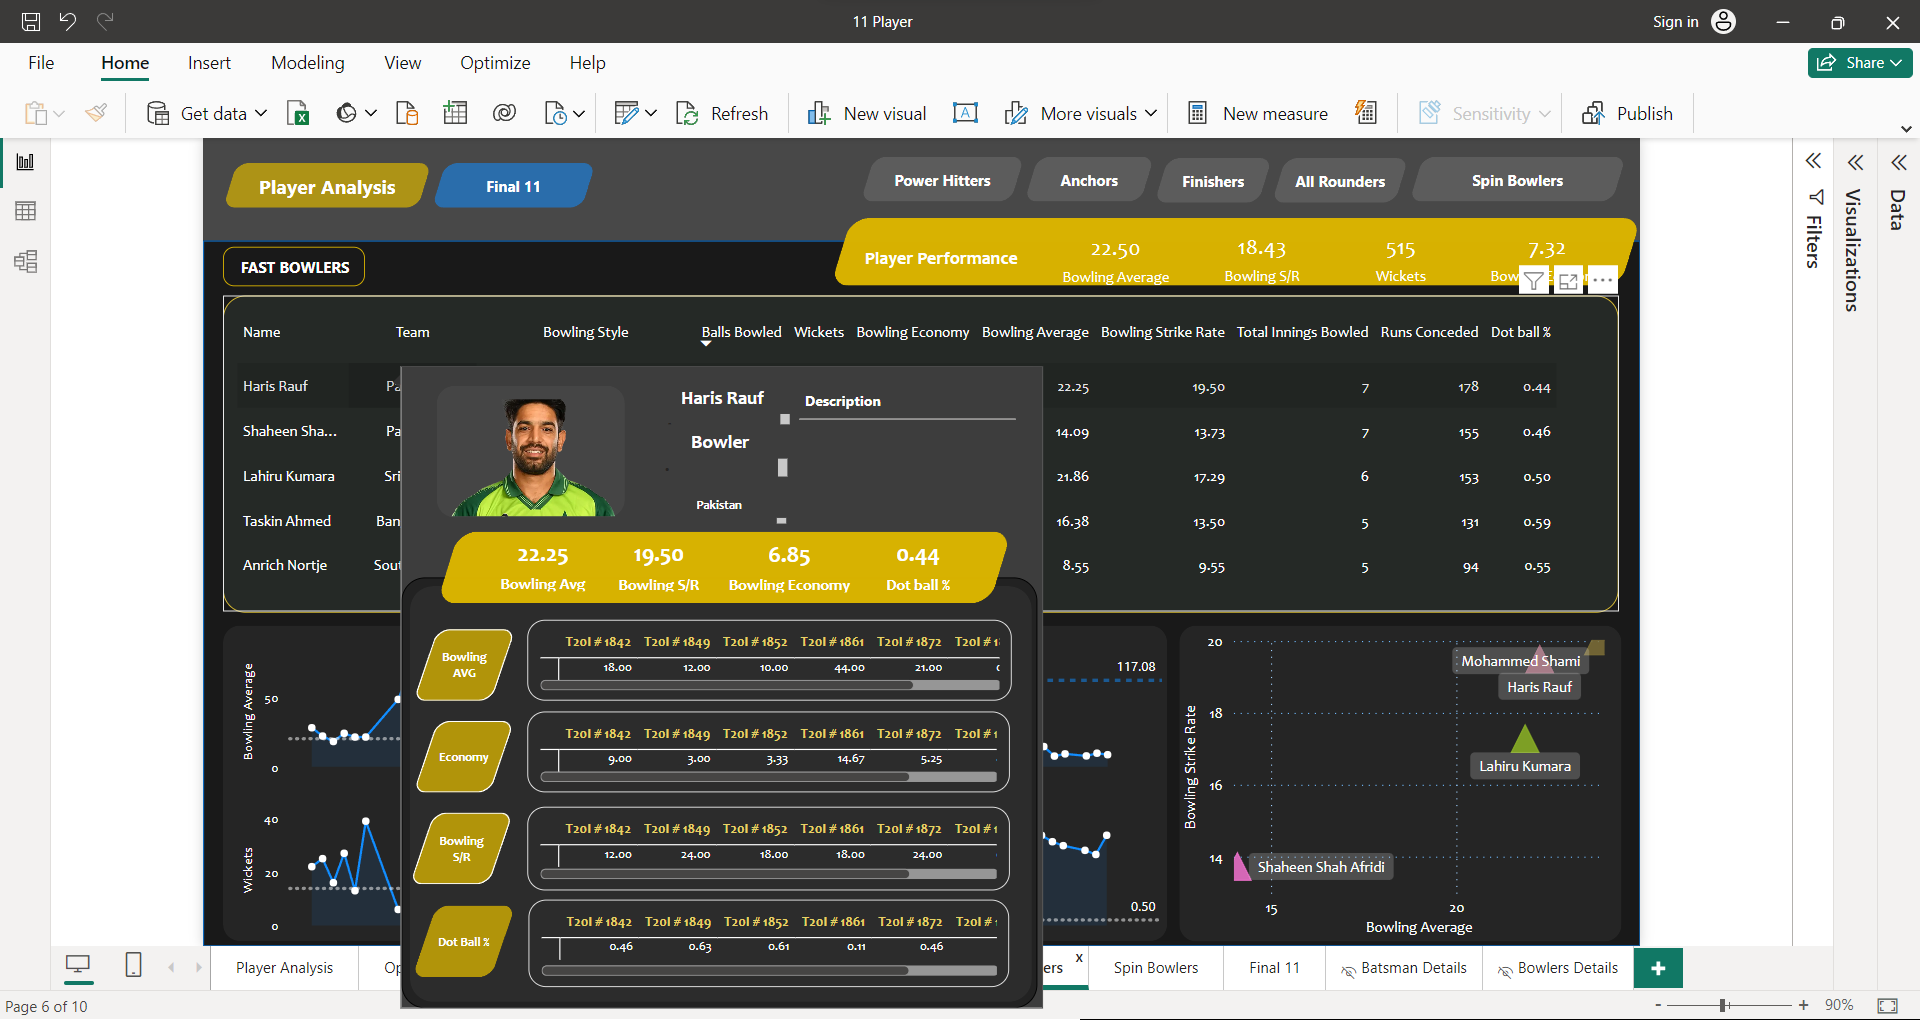 11 Player
Sign in
File Home Insert Modeling View Optimize Help
Share
Get data
Refresh
New visual
More visuals
New measure
Sensitivity
Publish
Player Analysis
Final 11
Power Hitters
Anchors
Finishers
All Rounders
Spin Bowlers
FAST BOWLERS
Player Performance
22.50 18.43 515 7.32
Bowling Average Bowling S/R Wickets
Name Team Bowling Style Balls Bowled Wickets Bowling Economy Bowling Average Bowling Strike Rate Total Innings Bowled Runs Conceded Dot ball %
Haris Rauf Pa 22.25 19.50 7 178 0.44
Shaheen Sha... Pa 14.09 13.73 7 155 0.46
Lahiru Kumara Sri 21.86 17.29 6 153 0.50
Taskin Ahmed Ban 16.38 13.50 5 131 0.59
Anrich Nortje Sout 8.55 9.55 5 94 0.55
Haris Rauf
Bowler
Pakistan
Description
22.25 19.50 6.85 0.44
Bowling Avg Bowling S/R Bowling Economy Dot ball %
Bowling
AVG
T20I # 1842 T20I # 1849 T20I # 1852 T20I # 1861 T20I # 1872 T20I # 1
18.00 12.00 10.00 44.00 21.00
Economy
T20I # 1842 T20I # 1849 T20I # 1852 T20I # 1861 T20I # 1872 T20I # 1
9.00 3.00 3.33 14.67 5.25
Bowling
S/R
T20I # 1842 T20I # 1849 T20I # 1852 T20I # 1861 T20I # 1872 T20I # 1
12.00 24.00 18.00 18.00 24.00
Dot Ball %
T20I # 1842 T20I # 1849 T20I # 1852 T20I # 1861 T20I # 1872 T20I #
0.46 0.63 0.61 0.11 0.46
Bowling Average
50
0
Wickets
40
20
0
117.08
0.50
Bowling Strike Rate
20
18
16
14
Mohammed Shami
Haris Rauf
Lahiru Kumara
Shaheen Shah Afridi
15 20
Bowling Average
Filters
Visualizations
Data
Player Analysis
Op
ers
x
Spin Bowlers
Final 11
Batsman Details
Bowlers Details
+
Page 6 of 10
- + 90%